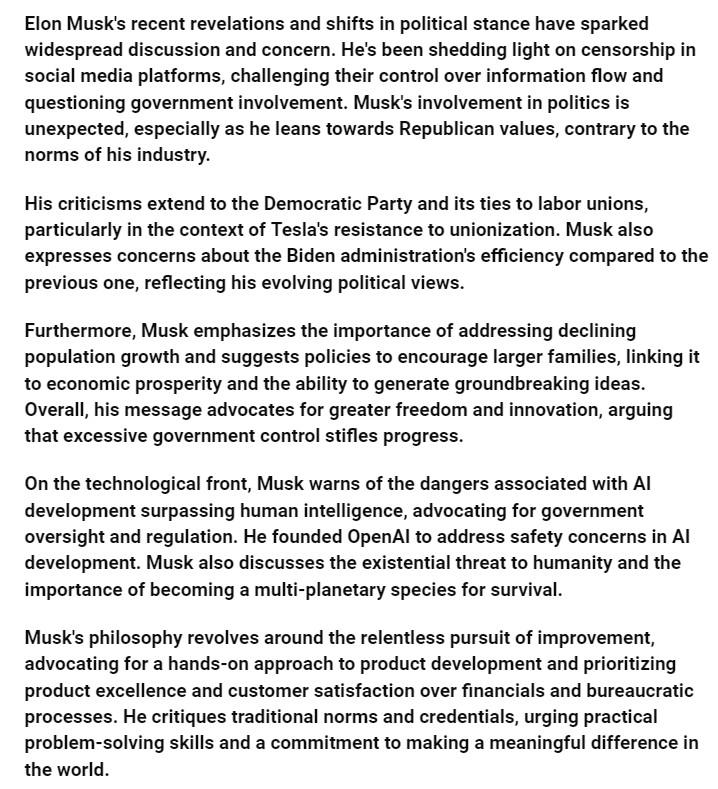 Elon Musk's recent revelations and shifts in political stance have sparked
widespread discussion and concern. He's been shedding light on censorship in
social media platforms, challenging their control over information flow and
questioning government involvement. Musk's involvement in politics is
unexpected, especially as he leans towards Republican values, contrary to the
norms of his industry.
His criticisms extend to the Democratic Party and its ties to labor unions,
particularly in the context of Tesla's resistance to unionization. Musk also
expresses concerns about the Biden administration's efficiency compared to the
previous one, reflecting his evolving political views.
Furthermore, Musk emphasizes the importance of addressing declining
population growth and suggests policies to encourage larger families, linking it
to economic prosperity and the ability to generate groundbreaking ideas.
Overall, his message advocates for greater freedom and innovation, arguing
that excessive government control stifles progress.
On the technological front, Musk warns of the dangers associated with AI
development surpassing human intelligence, advocating for government
oversight and regulation. He founded OpenAI to address safety concerns in AI
development. Musk also discusses the existential threat to humanity and the
importance of becoming a multi-planetary species for survival.
Musk's philosophy revolves around the relentless pursuit of improvement,
advocating for a hands-on approach to product development and prioritizing
product excellence and customer satisfaction over financials and bureaucratic
processes. He critiques traditional norms and credentials, urging practical
problem-solving skills and a commitment to making a meaningful difference in
the world.